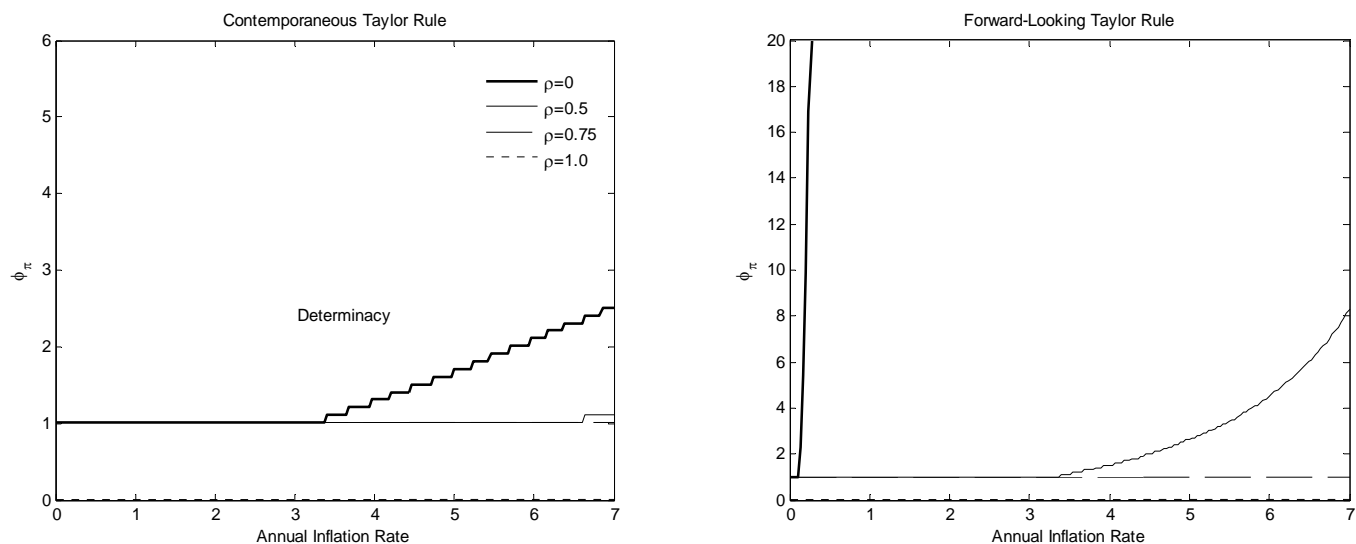 Contemporaneous Taylor Rule
6
5
4
3
2
1
0
ϕπ
ρ=0
ρ=0.5
ρ=0.75
ρ=1.0
Determinacy
0 1 2 3 4 5 6 7
Annual Inflation Rate
Forward-Looking Taylor Rule
20
18
16
14
12
10
8
6
4
2
0
ϕπ
0 1 2 3 4 5 6 7
Annual Inflation Rate